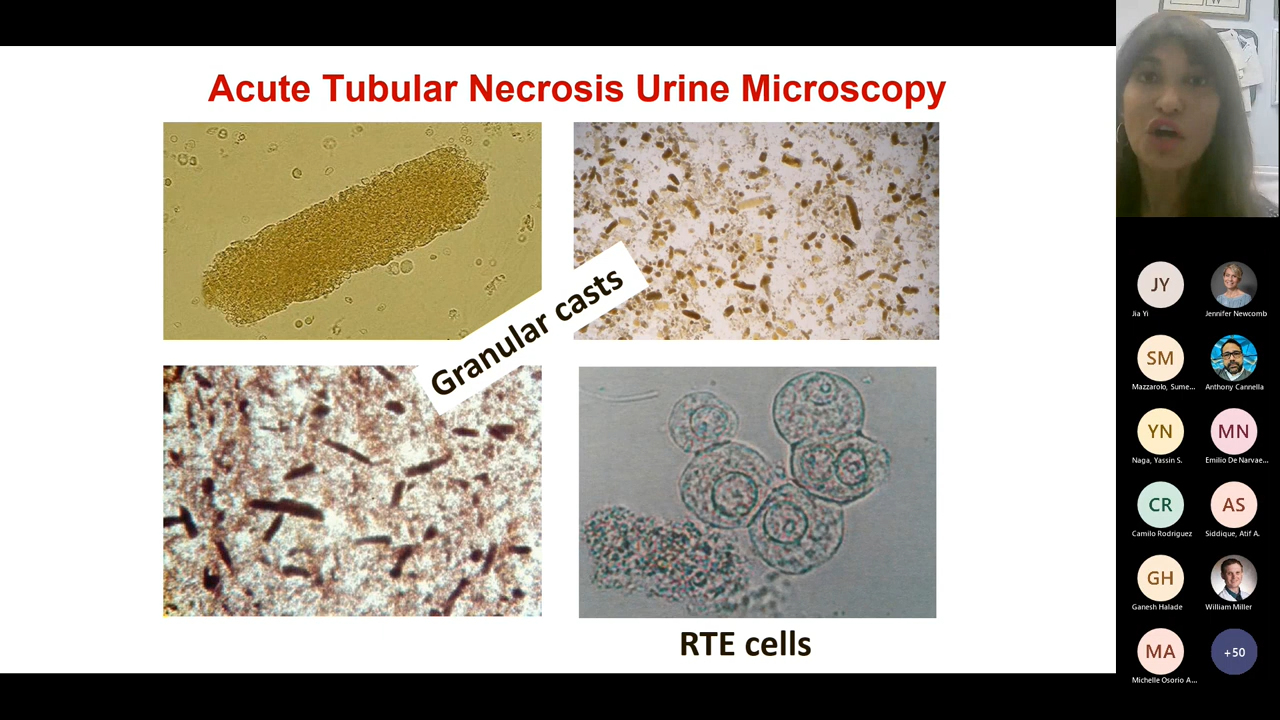 Acute Tubular Necrosis Urine Microscopy
Granular casts
RTE cells
JY
Jia Yi
Jennifer Newcomb
SM
Mazzarolo, Sume...
Anthony Cannella
YN
Naga, Yassin S.
MN
Emilio De Narvae...
CR
Camilo Rodriguez
AS
Siddique, Atif A.
GH
Ganesh Halade
William Miller
MA
Michelle Osorio A...
+50